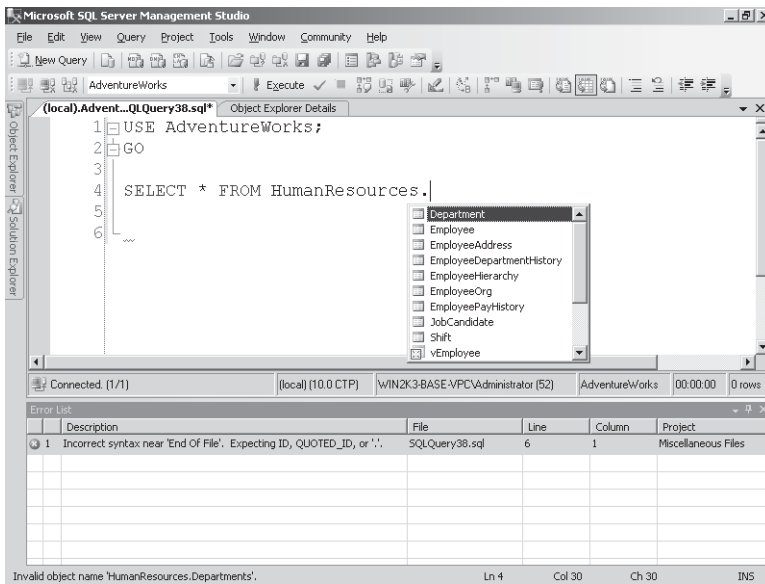 Microsoft SQL Server Management Studio
File Edit View Query Project Tools Window Community Help
New Query
AdventureWorks Execute
(local).Advent...QLQuery38.sql* Object Explorer Details
Object Explorer
Solution Explorer
1 USE AdventureWorks;
2 GO
3
4 SELECT * FROM HumanResources.
5
6
Department
Employee
EmployeeAddress
EmployeeDepartmentHistory
EmployeeHierarchy
EmployeeOrg
EmployeePayHistory
JobCandidate
Shift
vEmployee
Connected. (1/1) (local) (10.0 CTP) WIN2K3-BASE-VPC\Administrator (52) AdventureWorks 00:00:00 0 rows
Error List
Description File Line Column Project
1 Incorrect syntax near 'End Of File'. Expecting ID, QUOTED_ID, or '.'. SQLQuery38.sql 6 1 Miscellaneous Files
Invalid object name 'HumanResources.Departments'. Ln 4 Col 30 Ch 30 INS